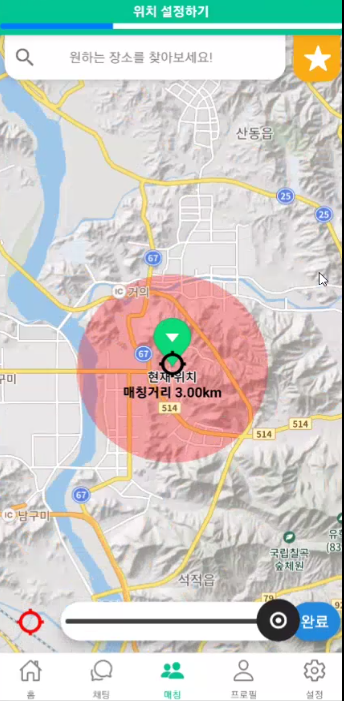 위치 설정하기
원하는 장소를 찾아보세요!
산동읍
25
25
67
IC 거의
67
현재 위치
구미
매칭거리 3.00km
514
514
514
67
IC 남구미
국립칠곡
숲체원
(83
석적읍
79
92
완료
홈
채팅
매칭
프로필
설정